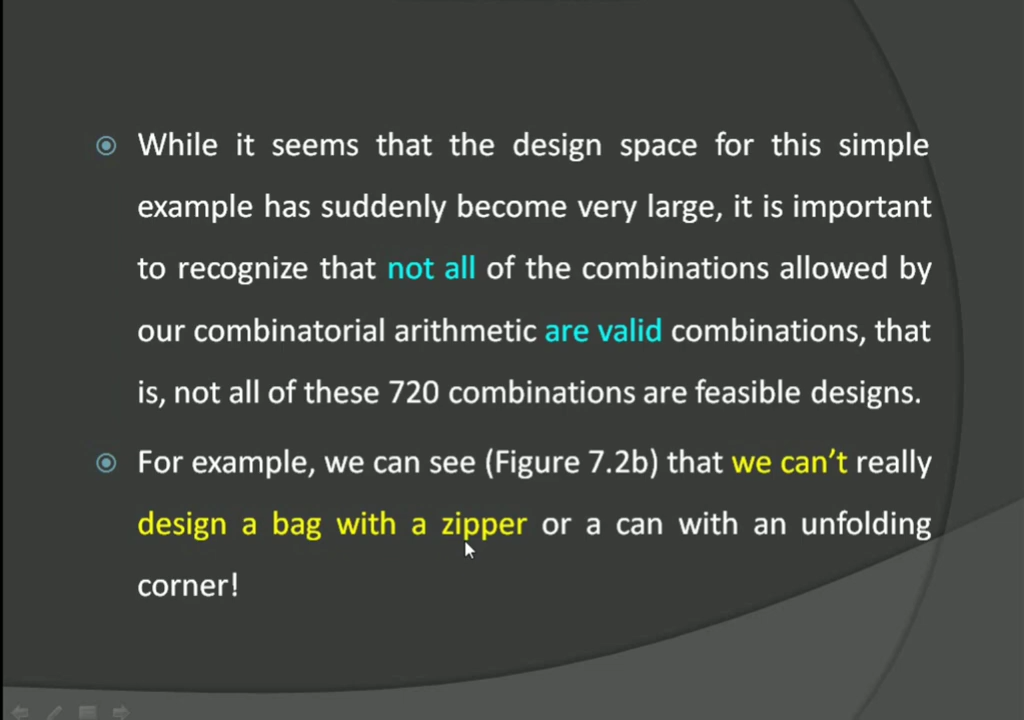 While it seems that the design space for this simple
example has suddenly become very large, it is important
to recognize that not all of the combinations allowed by
our combinatorial arithmetic are valid combinations, that
is, not all of these 720 combinations are feasible designs.
For example, we can see (Figure 7.2b) that we can’t really
design a bag with a zipper or a can with an unfolding
corner!